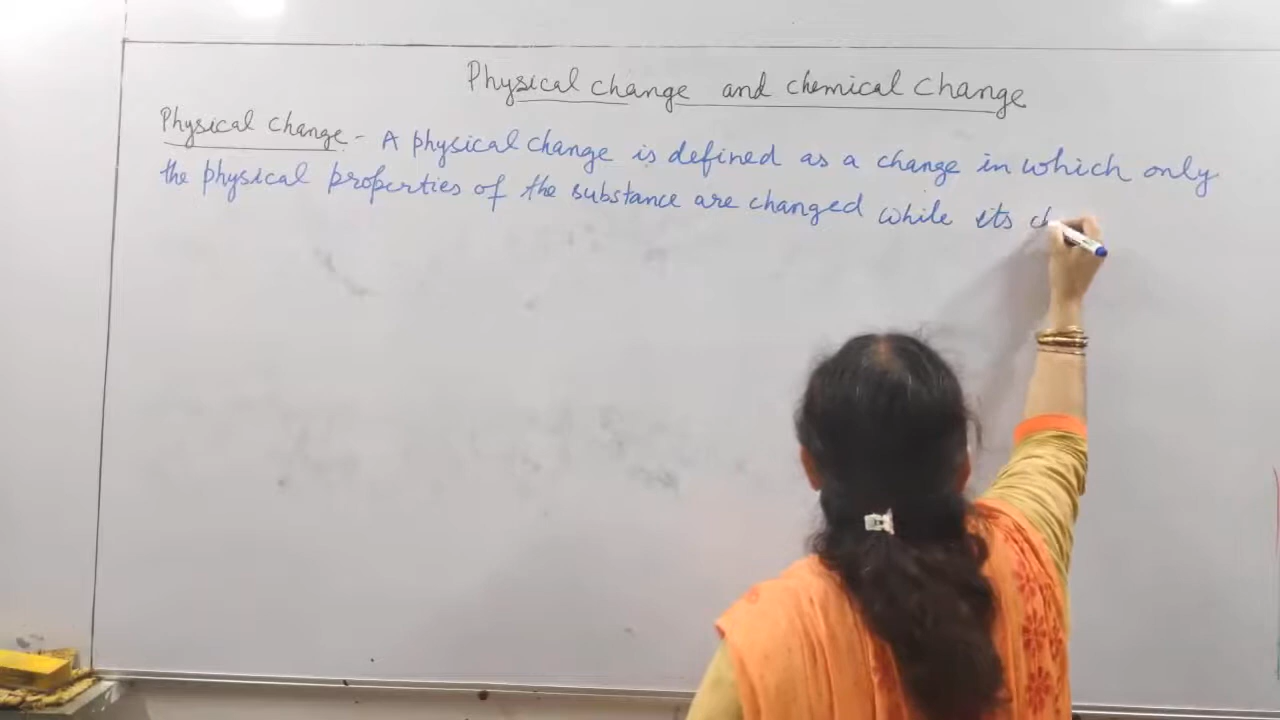 Physical change and chemical change
Physical change - A physical change is defined as a change in which only
the physical properties of the substance are changed while its ch